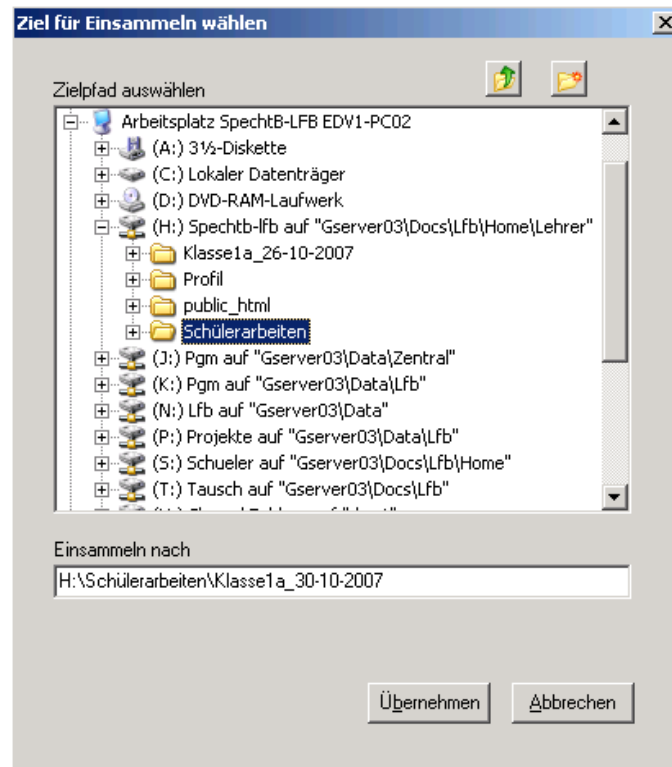 Ziel für Einsammeln wählen
Zielpfad auswählen
Arbeitsplatz SpechtB-LFB EDV1-PC02
(A:) 3½-Diskette
(C:) Lokaler Datenträger
(D:) DVD-RAM-Laufwerk
(H:) Spechtb-lfb auf "Gserver03\Docs\Lfb\Home\Lehrer"
Klasse1a_26-10-2007
Profil
public_html
Schülerarbeiten
(J:) Pgm auf "Gserver03\Data\Zentral"
(K:) Pgm auf "Gserver03\Data\Lfb"
(N:) Lfb auf "Gserver03\Data"
(P:) Projekte auf "Gserver03\Data\Lfb"
(S:) Schueler auf "Gserver03\Docs\Lfb\Home"
(T:) Tausch auf "Gserver03\Docs\Lfb"
Einsammeln nach
H:\Schülerarbeiten\Klasse1a_30-10-2007
Übernehmen Abbrechen